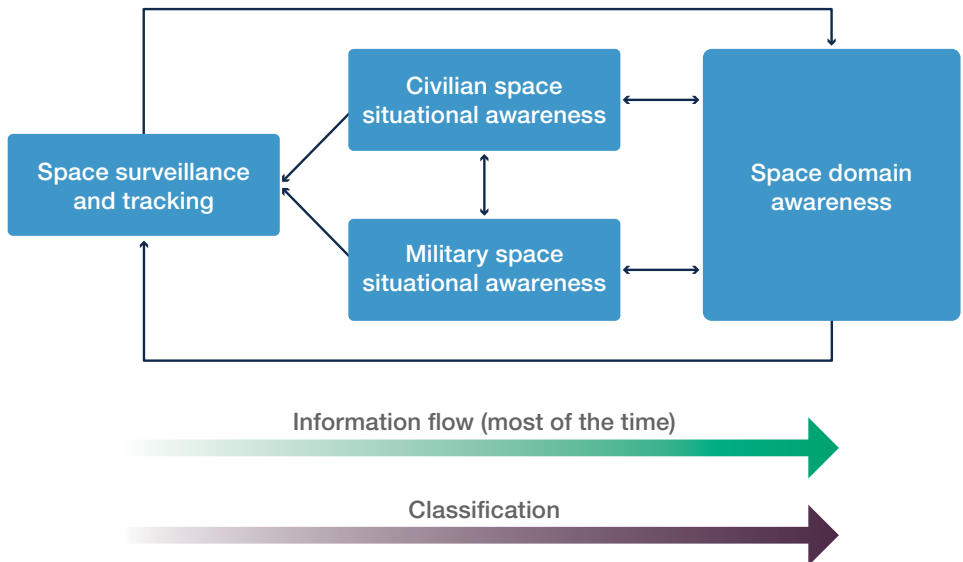 Civilian space
situational awareness
Space surveillance
and tracking
Space domain
awareness
Military space
situational awareness
Information flow (most of the time)
Classification